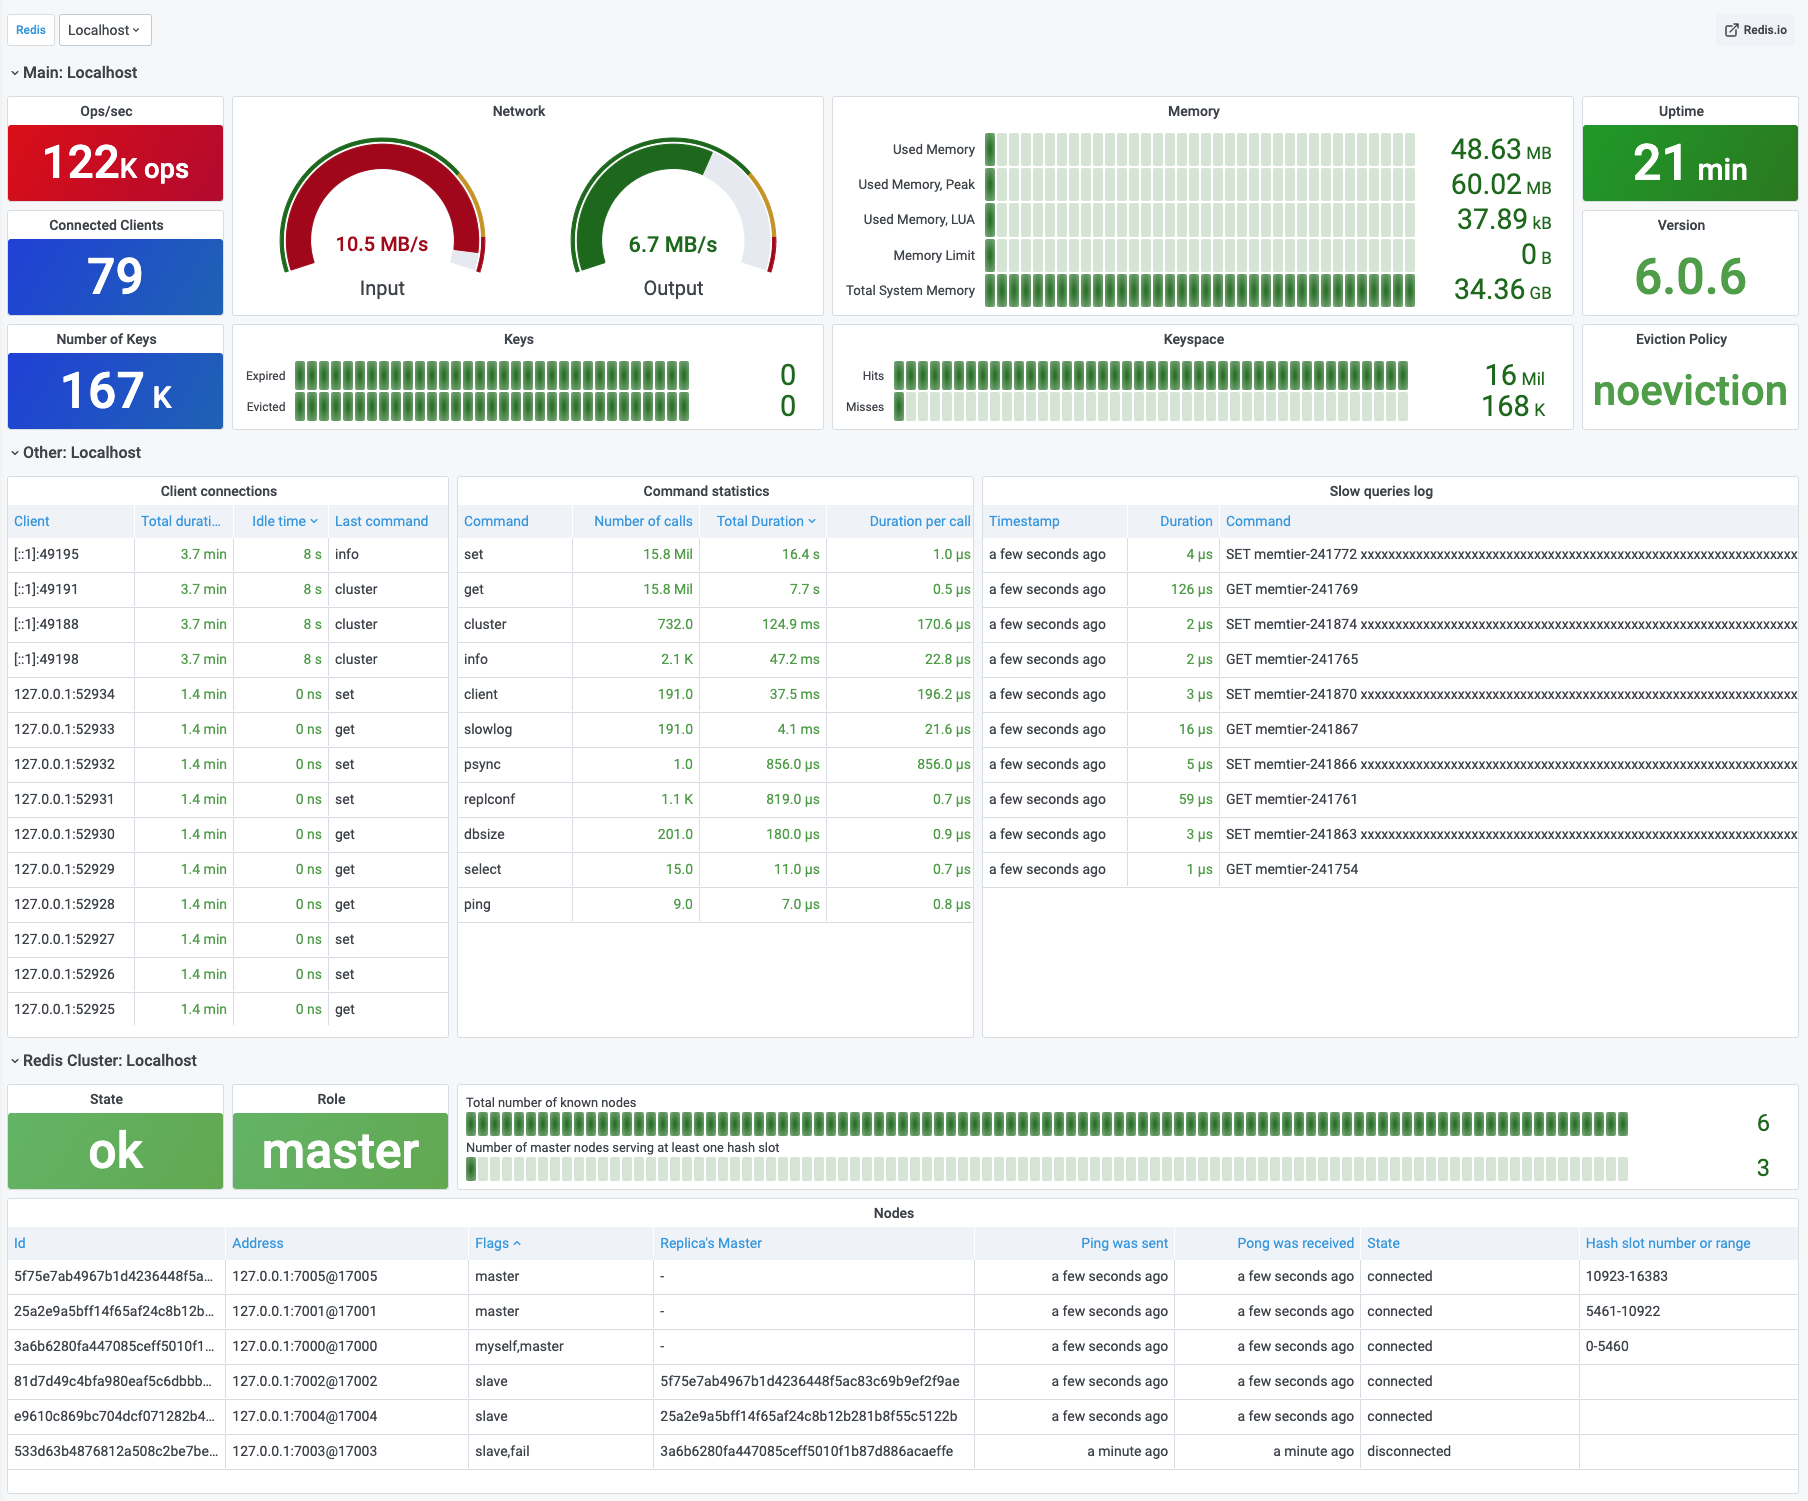 Redis Localhost Redis.io
Main: Localhost
Ops/sec
122K ops
Network
10.5 MB/s
Input
6.7 MB/s
Output
Memory
Used Memory 48.63 MB
Used Memory, Peak 60.02 MB
Used Memory, LUA 37.89 kB
Memory Limit 0 B
Total System Memory 34.36 GB
Uptime
21 min
Connected Clients
79
Version
6.0.6
Number of Keys
167 K
Keys
Expired 0
Evicted 0
Keyspace
Hits 16 Mil
Misses 168 K
Eviction Policy
noeviction
Other: Localhost
Client connections
Client Total durati... Idle time Last command
[::1]:49195 3.7 min 8 s info
[::1]:49191 3.7 min 8 s cluster
[::1]:49188 3.7 min 8 s cluster
[::1]:49198 3.7 min 8 s cluster
127.0.0.1:52934 1.4 min 0 ns set
127.0.0.1:52933 1.4 min 0 ns get
127.0.0.1:52932 1.4 min 0 ns set
127.0.0.1:52931 1.4 min 0 ns set
127.0.0.1:52930 1.4 min 0 ns get
127.0.0.1:52929 1.4 min 0 ns get
127.0.0.1:52928 1.4 min 0 ns get
127.0.0.1:52927 1.4 min 0 ns set
127.0.0.1:52926 1.4 min 0 ns set
127.0.0.1:52925 1.4 min 0 ns get
Command statistics
Command Number of calls Total Duration Duration per call
set 15.8 Mil 16.4 s 1.0 µs
get 15.8 Mil 7.7 s 0.5 µs
cluster 732.0 124.9 ms 170.6 µs
info 2.1 K 47.2 ms 22.8 µs
client 191.0 37.5 ms 196.2 µs
slowlog 191.0 4.1 ms 21.6 µs
psync 1.0 856.0 µs 856.0 µs
replconf 1.1 K 819.0 µs 0.7 µs
dbsize 201.0 180.0 µs 0.9 µs
select 15.0 11.0 µs 0.7 µs
ping 9.0 7.0 µs 0.8 µs
Slow queries log
Timestamp Duration Command
a few seconds ago 4 µs SET memtier-241772
a few seconds ago 126 µs GET memtier-241769
a few seconds ago 2 µs SET memtier-241874
a few seconds ago 2 µs GET memtier-241765
a few seconds ago 3 µs SET memtier-241870
a few seconds ago 16 µs GET memtier-241867
a few seconds ago 5 µs SET memtier-241866
a few seconds ago 59 µs GET memtier-241761
a few seconds ago 3 µs SET memtier-241863
a few seconds ago 1 µs GET memtier-241754
Redis Cluster: Localhost
State
ok
Role
master
Total number of known nodes
6
Number of master nodes serving at least one hash slot
3
Nodes
Id Address Flags Replica's Master Ping was sent Pong was received State Hash slot number or range
5f75e7ab4967b1d4236448f5a... 127.0.0.1:7005@17005 master - a few seconds ago a few seconds ago connected 10923-16383
25a2e9a5bff14f65af24c8b12b... 127.0.0.1:7001@17001 master - a few seconds ago a few seconds ago connected 5461-10922
3a6b6280fa447085ceff5010f1... 127.0.0.1:7000@17000 myself,master - a few seconds ago a few seconds ago connected 0-5460
81d7d49c4bfa980eaf5c6dbbb... 127.0.0.1:7002@17002 slave 5f75e7ab4967b1d4236448f5ac83c69b9ef2f9ae a few seconds ago a few seconds ago connected
e9610c869bc704dcf071282b4... 127.0.0.1:7004@17004 slave 25a2e9a5bff14f65af24c8b12b281b8f55c5122b a few seconds ago a few seconds ago connected
533d63b4876812a508c2be7be... 127.0.0.1:7003@17003 slave,fail 3a6b6280fa447085ceff5010f1b87d886acaeffe a minute ago a minute ago disconnected